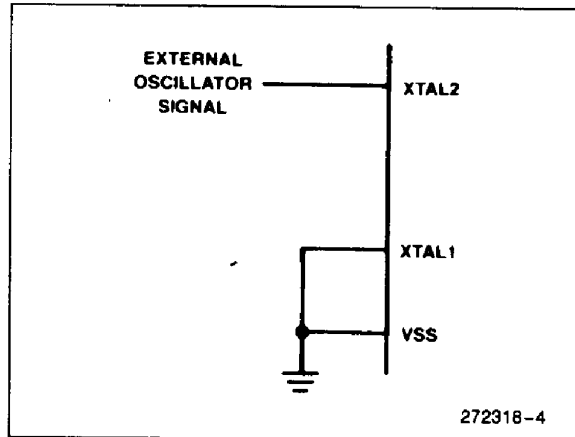 EXTERNAL
OSCILLATOR
SIGNAL
XTAL2
XTAL1
VSS
272318-4